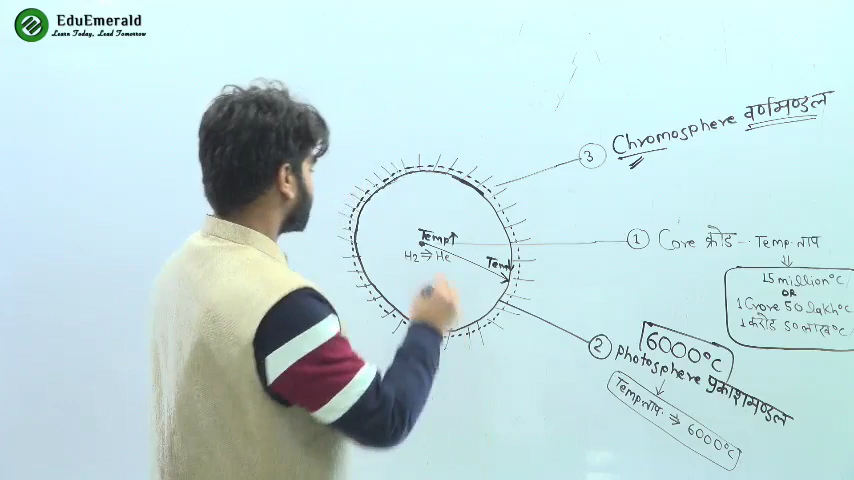 EduEmerald
Learn Today, Lead Tomorrow
3 Chromosphere वर्णमण्डल
Temp↑
H2 ⇒ He
Temp↓
1 Core क्रोड -- Temp. ताप
15 million°C
OR
1 Crore 50 lakh°C
1 करोड़ 50 लाख°C
6000°C
2 Photosphere प्रकाशमण्डल
Temp. ताप. ⇒ 6000°C